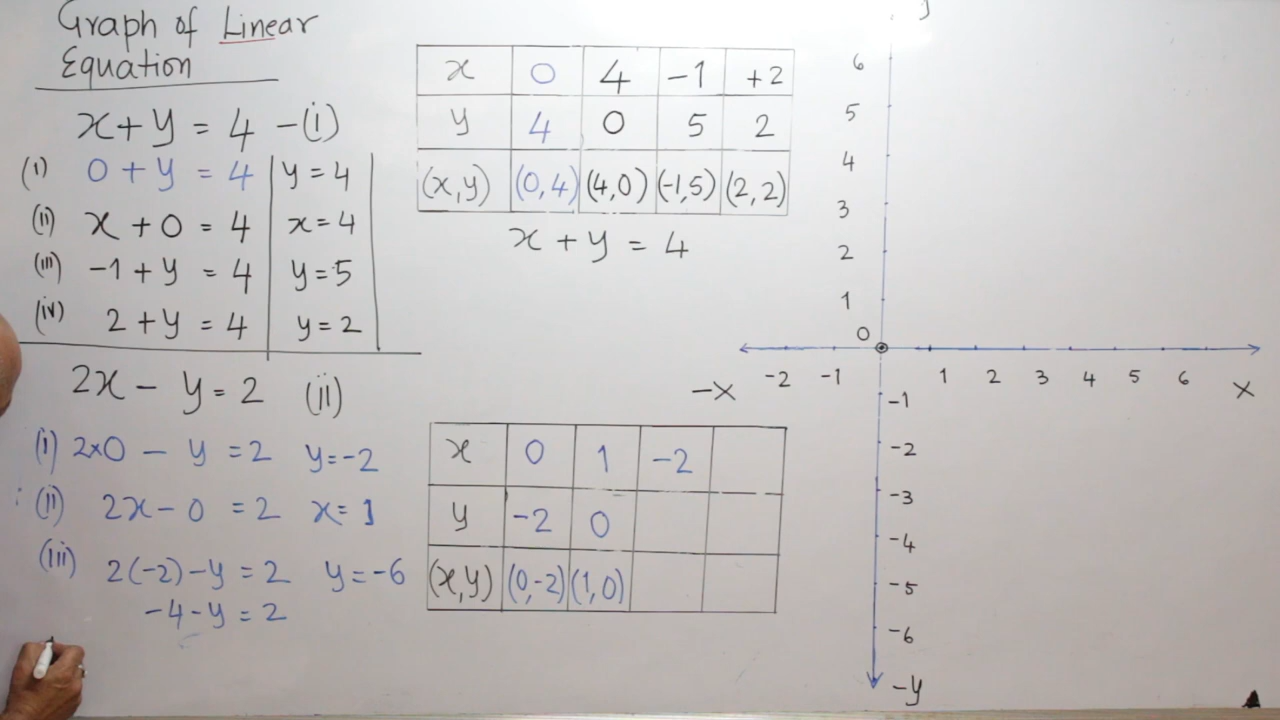 Graph of Linear
Equation
x+y = 4 -(i)
(i) 0 + y = 4 y = 4
(ii) x + 0 = 4 x = 4
(iii) -1 + y = 4 y = 5
(iv) 2 + y = 4 y = 2
2x - y = 2 (ii)
(i) 2×0 - y = 2 y = -2
(ii) 2x - 0 = 2 x = 1
(iii) 2(-2) - y = 2 y = -6
-4 - y = 2
x 0 4 -1 +2
y 4 0 5 2
(x,y) (0,4) (4,0) (-1,5) (2,2)
x + y = 4
x 0 1 -2
y -2 0
(x,y) (0,-2) (1,0)
6
5
4
3
2
1
0
-2 -1 1 2 3 4 5 6
-x x
-1
-2
-3
-4
-5
-6
-y